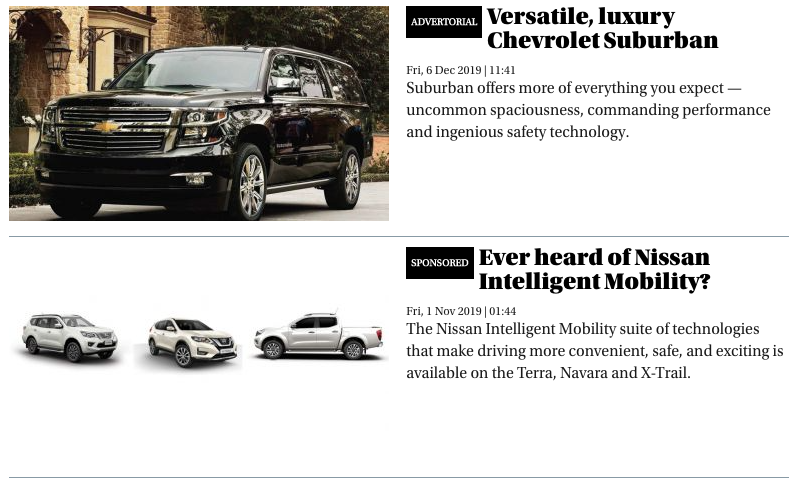 ADVERTORIAL Versatile, luxury
Chevrolet Suburban
Fri, 6 Dec 2019 | 11:41
Suburban offers more of everything you expect —
uncommon spaciousness, commanding performance
and ingenious safety technology.
SPONSORED Ever heard of Nissan
Intelligent Mobility?
Fri, 1 Nov 2019 | 01:44
The Nissan Intelligent Mobility suite of technologies
that make driving more convenient, safe, and exciting is
available on the Terra, Navara and X-Trail.